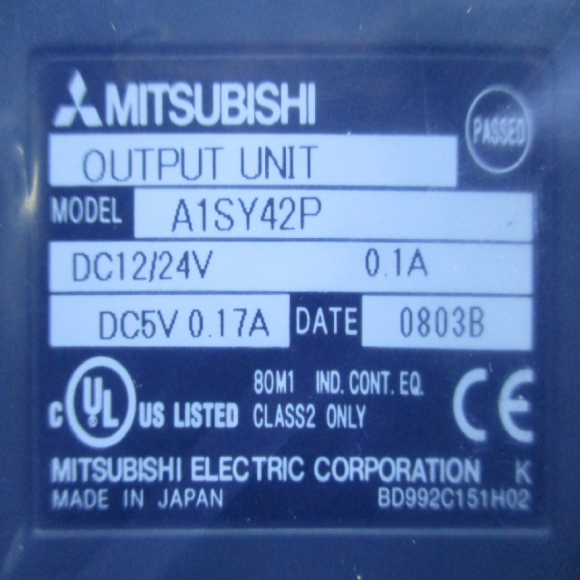 MITSUBISHI
PASSED
OUTPUT UNIT
MODEL A1SY42P
DC12/24V 0.1A
DC5V 0.17A DATE 0803B
C UL US LISTED 80M1 IND. CONT. EQ. CE
CLASS2 ONLY
MITSUBISHI ELECTRIC CORPORATION K
MADE IN JAPAN BD992C151H02